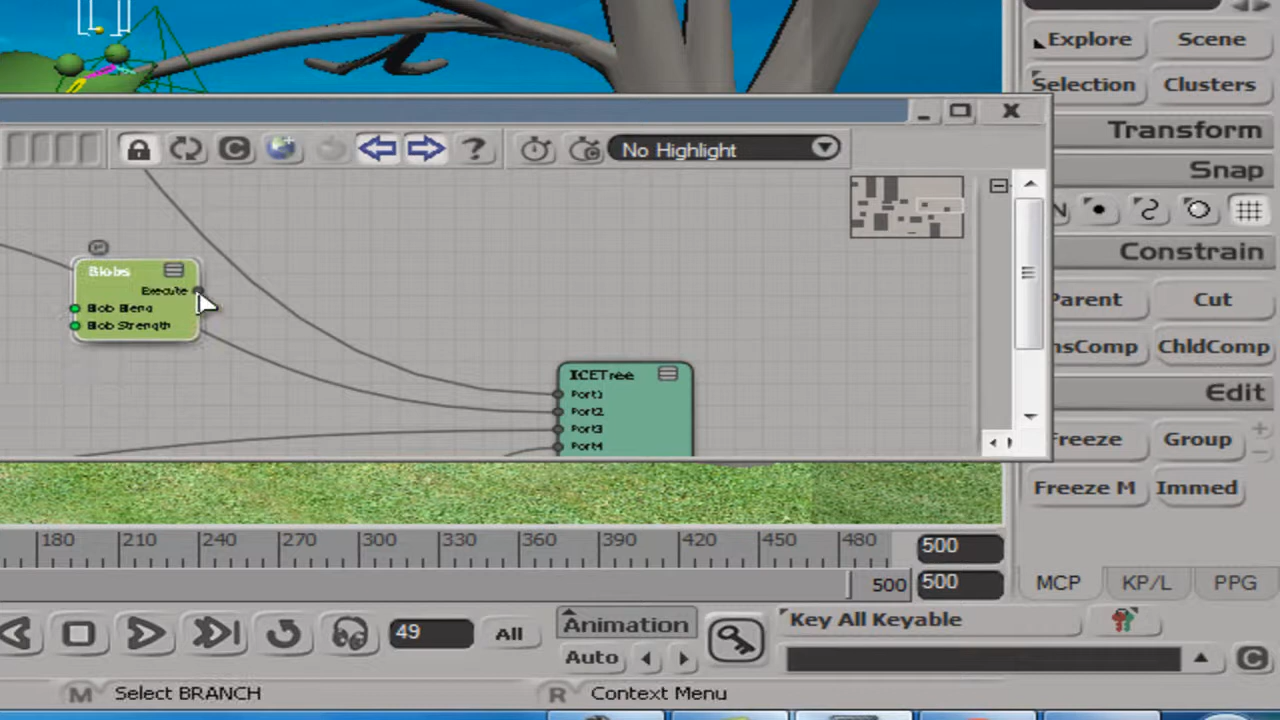 Explore Scene
Selection Clusters
Transform
Snap
No Highlight
Constrain
Parent Cut
nsComp ChldComp
Edit
Freeze Group
Freeze M Immed
Blobs
Execute
Blob Blend
Blob Strength
ICETree
Port1
Port2
Port3
Port4
180 210 240 270 300 330 360 390 420 450 480
500
500 500
MCP KP/L PPG
49 All
Animation
Auto
Key All Keyable
M Select BRANCH
R Context Menu